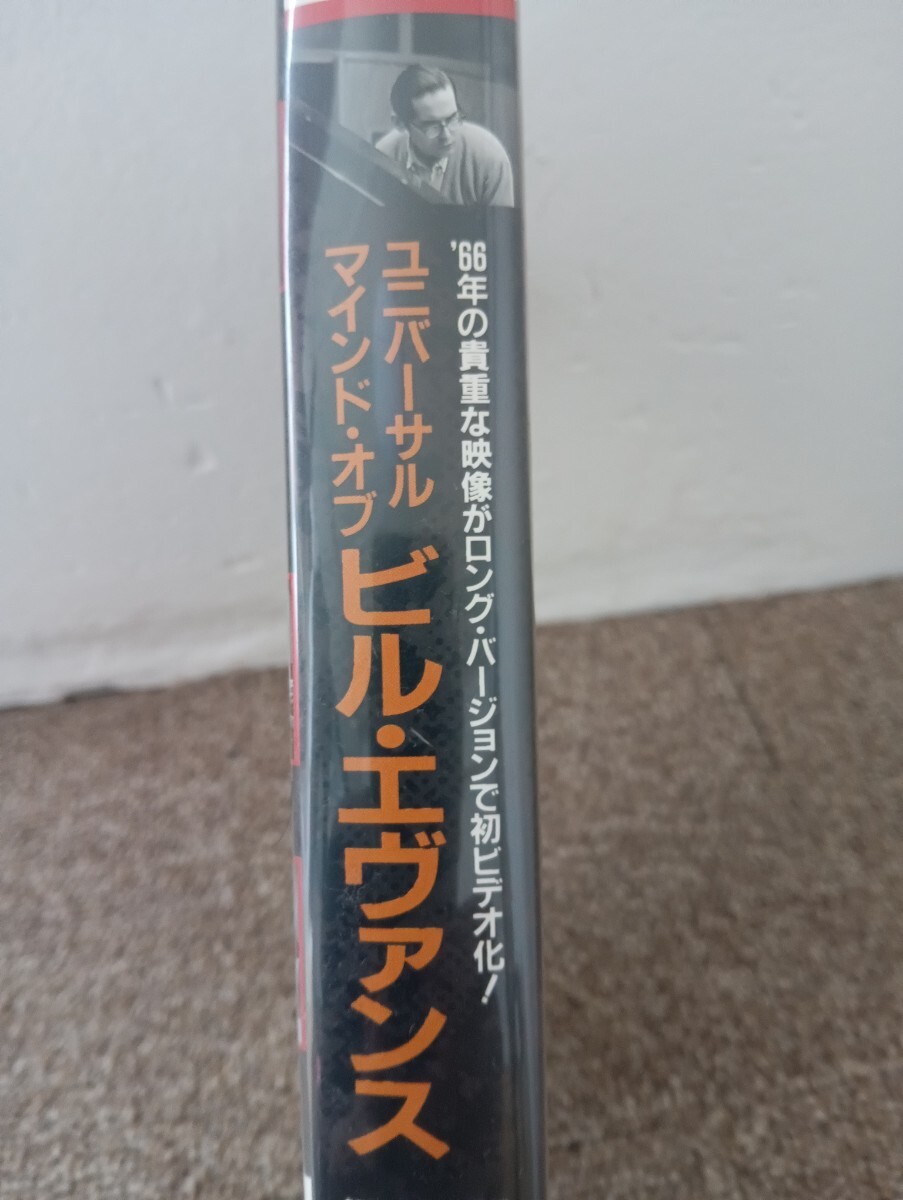 '66年の貴重な映像がロング・バージョンで初ビデオ化!
ユニバーサル
マインド・オブ
ビル・エヴァンス